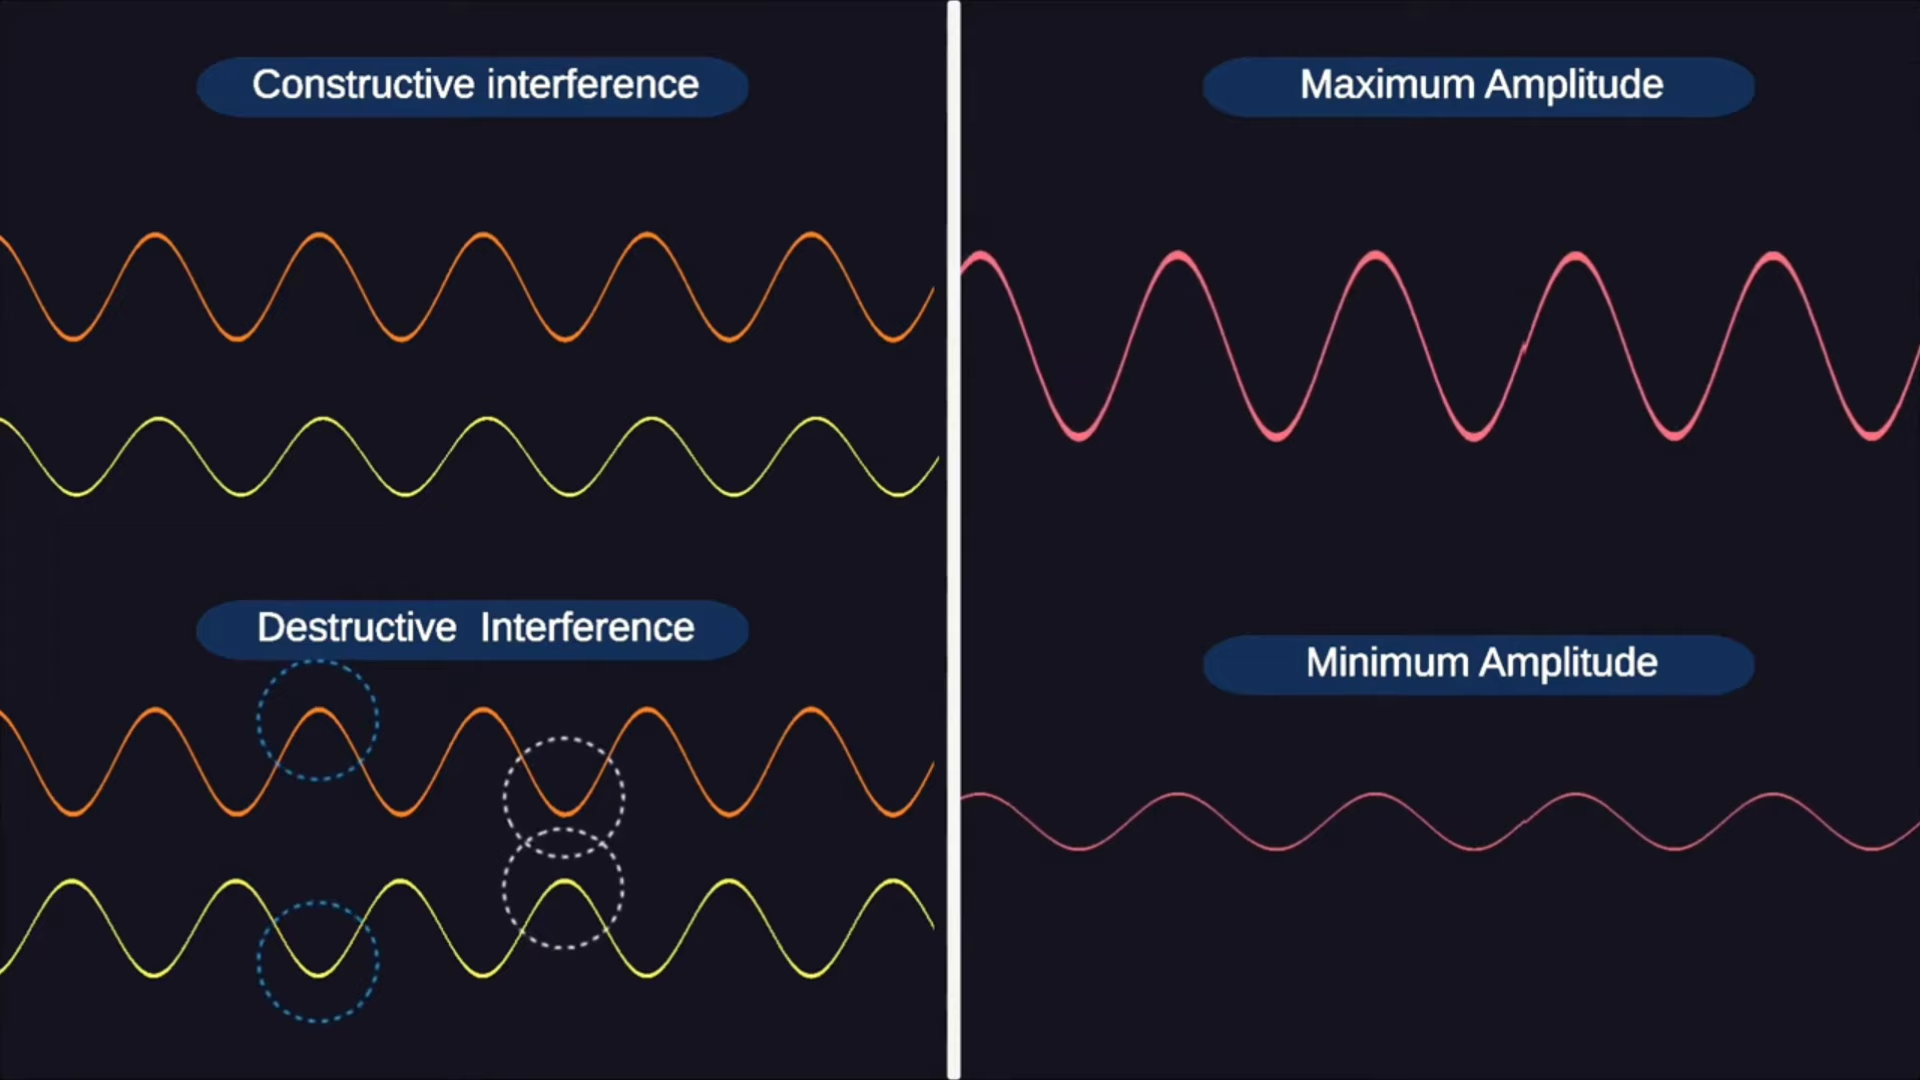 Constructive interference
Maximum Amplitude
Destructive  Interference
Minimum Amplitude